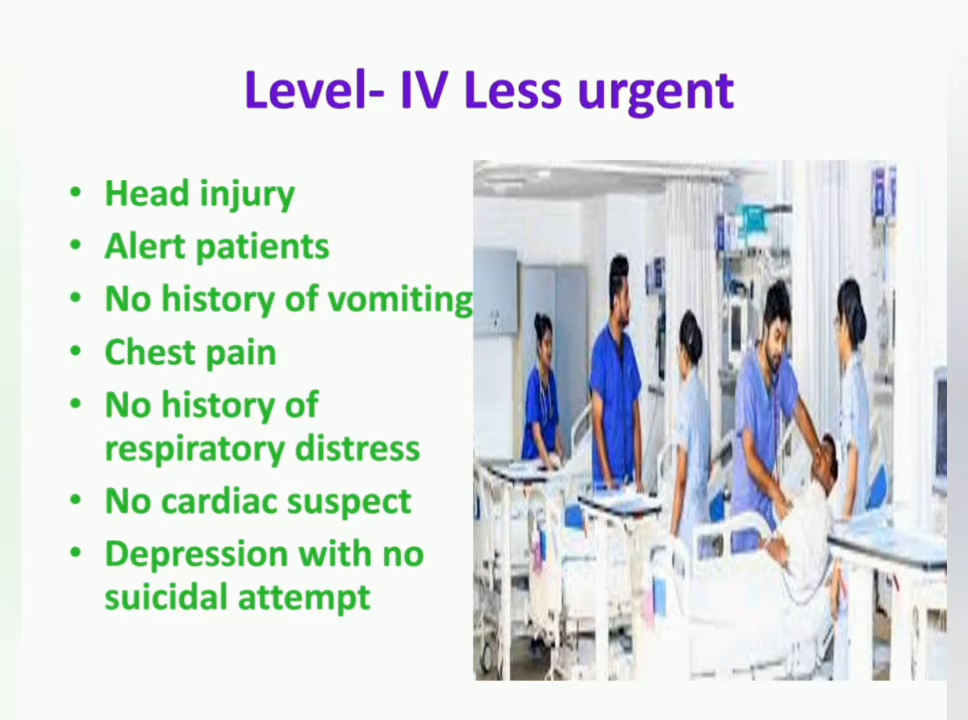 Level- IV Less urgent
• Head injury
• Alert patients
• No history of vomiting
• Chest pain
• No history of
respiratory distress
• No cardiac suspect
• Depression with no
suicidal attempt